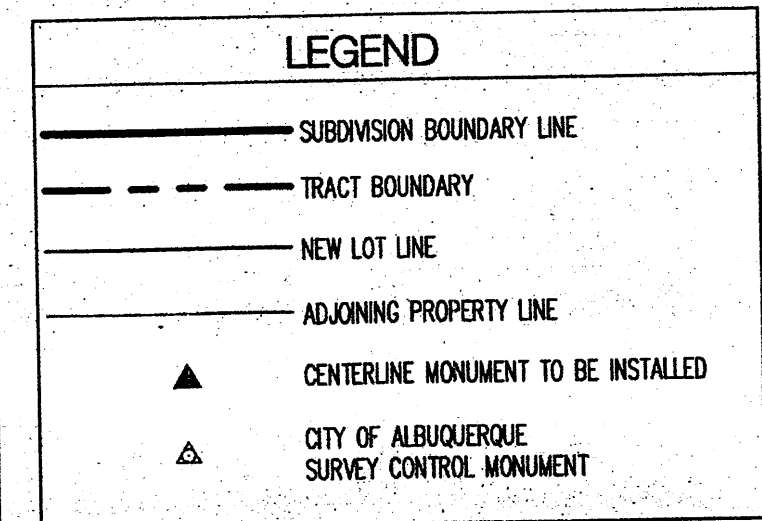 LEGEND
SUBDIVISION BOUNDARY LINE
TRACT BOUNDARY
NEW LOT LINE
ADJOINING PROPERTY LINE
CENTERLINE MONUMENT TO BE INSTALLED
CITY OF ALBUQUERQUE
SURVEY CONTROL MONUMENT